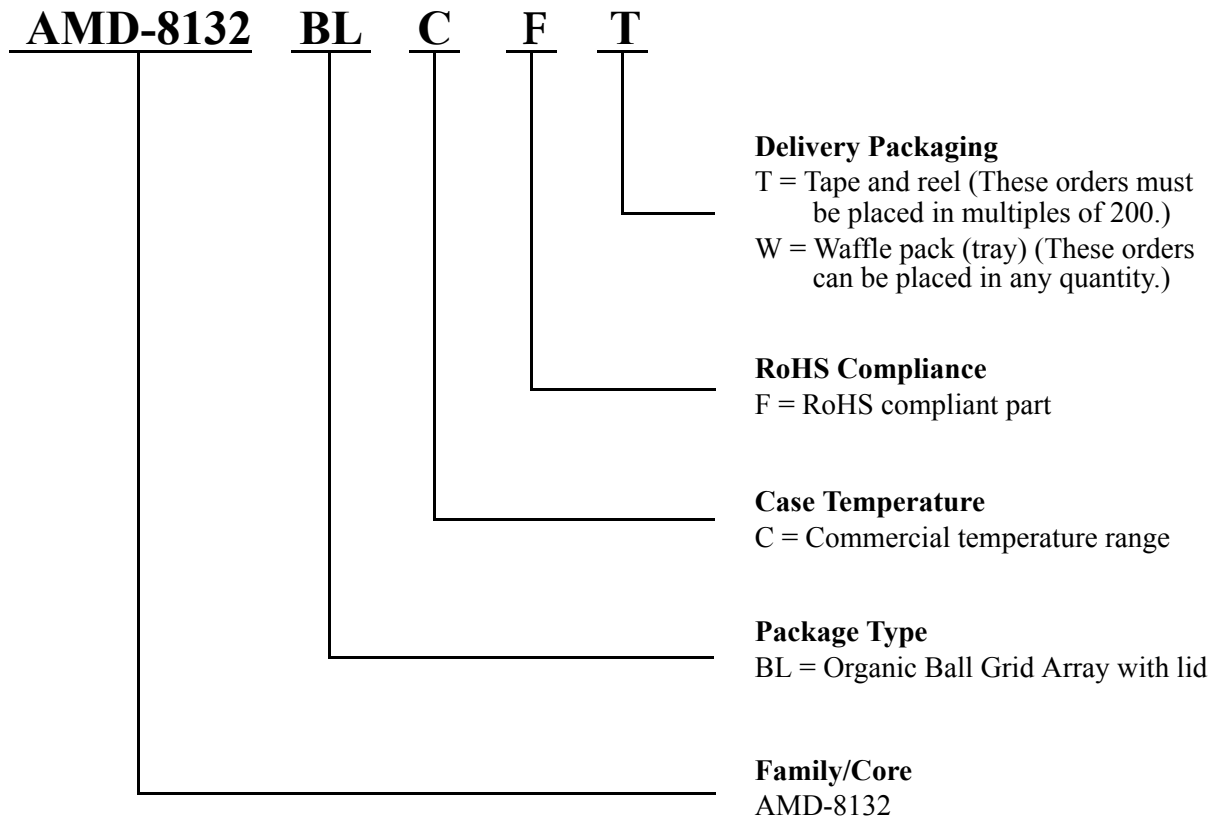 AMD-8132 BL C F T
Delivery Packaging
T = Tape and reel (These orders must
be placed in multiples of 200.)
W = Waffle pack (tray) (These orders
can be placed in any quantity.)
RoHS Compliance
F = RoHS compliant part
Case Temperature
C = Commercial temperature range
Package Type
BL = Organic Ball Grid Array with lid
Family/Core
AMD-8132